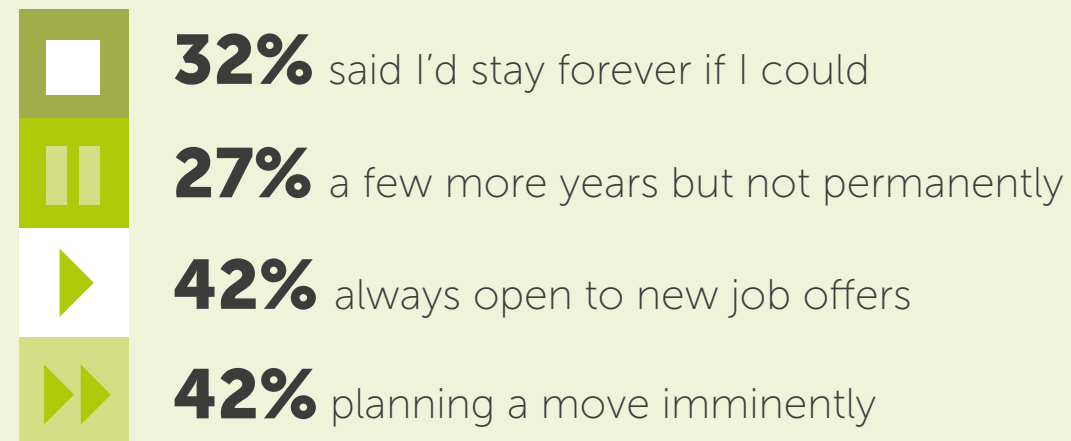 32% said I’d stay forever if I could
27% a few more years but not permanently
42% always open to new job offers
42% planning a move imminently